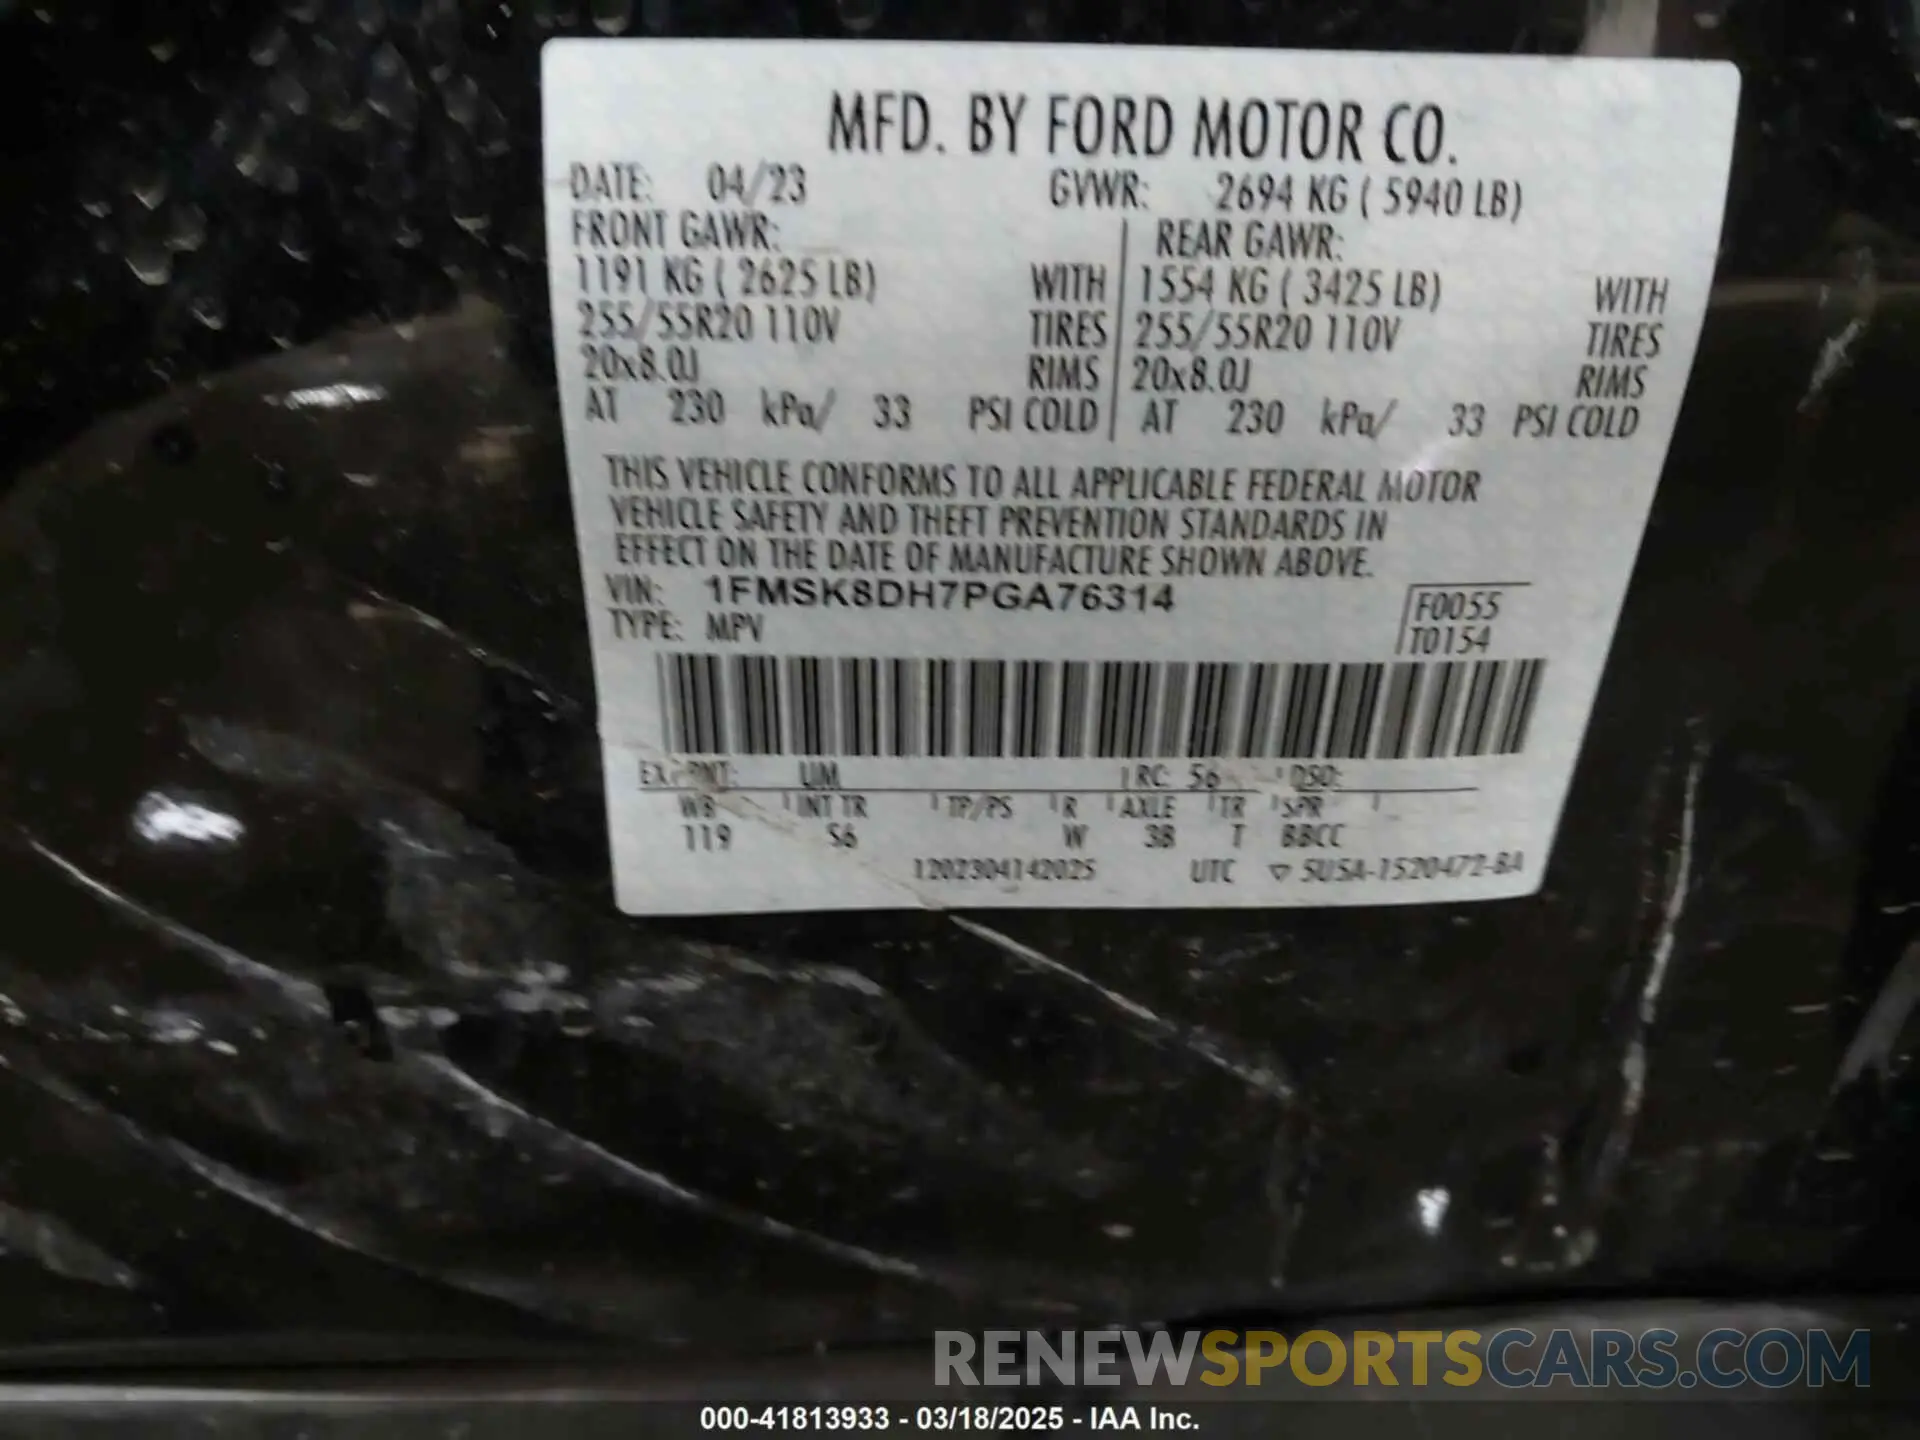 MFD. BY FORD MOTOR CO.
DATE: 04/23 GVWR: 2694 KG ( 5940 LB)
FRONT GAWR: REAR GAWR:
1191 KG ( 2625 LB) WITH 1554 KG ( 3425 LB) WITH
255/55R20 110V TIRES 255/55R20 110V TIRES
20x8.0J RIMS 20x8.0J RIMS
AT 230 kPa/ 33 PSI COLD AT 230 kPa/ 33 PSI COLD
THIS VEHICLE CONFORMS TO ALL APPLICABLE FEDERAL MOTOR
VEHICLE SAFETY AND THEFT PREVENTION STANDARDS IN
EFFECT ON THE DATE OF MANUFACTURE SHOWN ABOVE.
VIN: 1FMSK8DH7PGA76314
TYPE: MPV
F0055
T0154
EXT PNT: UM RC: 56 DSO:
WB INT TR TP/PS R AXLE TR SPR
119 S6 W 3B T BBCC
1202304142025 UTC ▽ 5U5A-1520472-BA
RENEWSPORTSCARS.COM
000-41813933 - 03/18/2025 - IAA Inc.